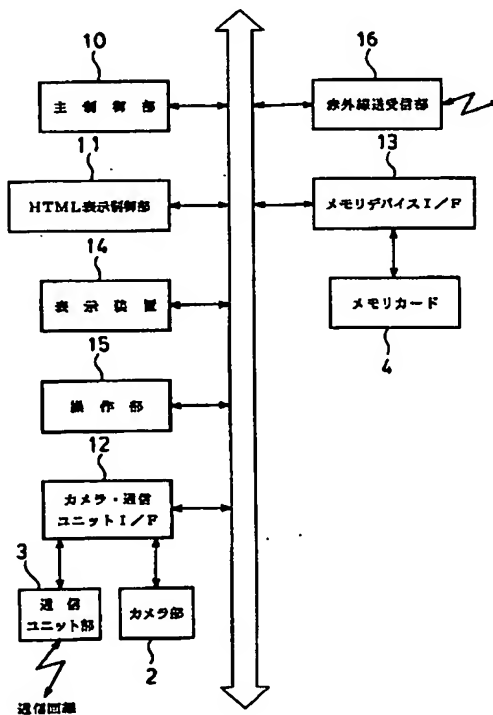 10
主制御部
11
HTML表示制御部
14
表示装置
15
操作部
12
カメラ・通信
ユニットI/F
3
通信
ユニット部
カメラ部
2
通信回線
16
赤外線送受信部
13
メモリデバイスI/F
メモリカード
4